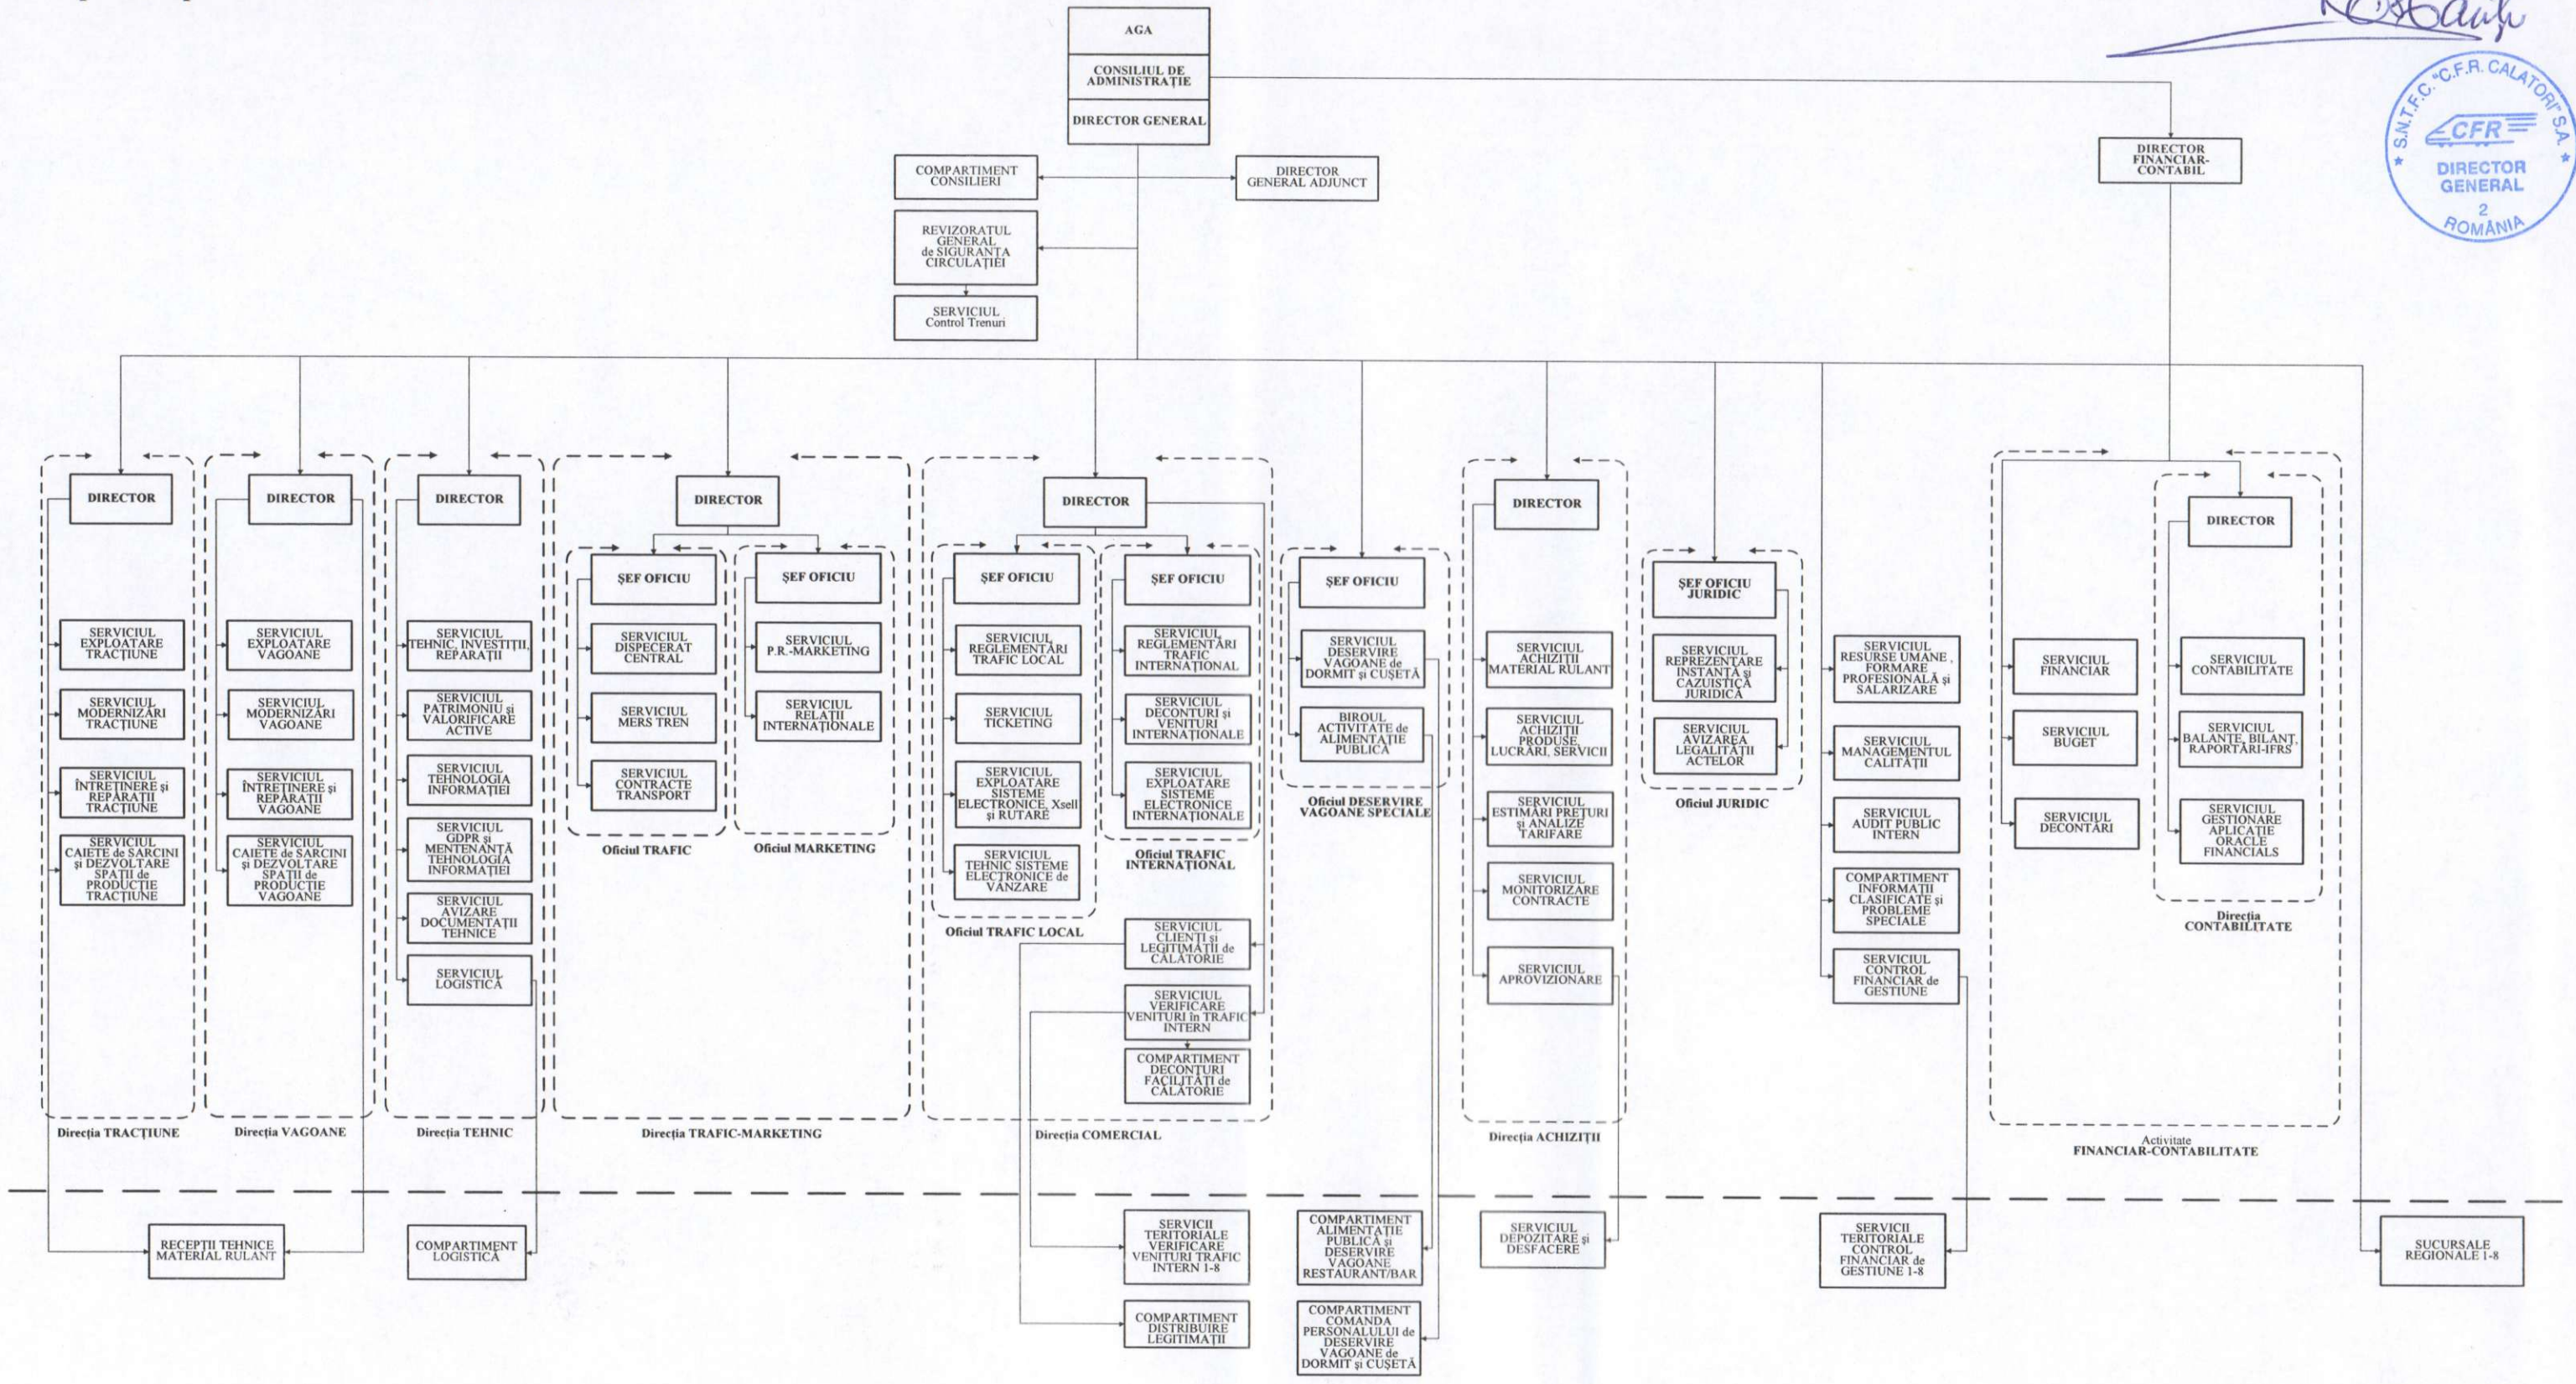 AGA
CONSILIUL DE
ADMINISTRAȚIE
DIRECTOR GENERAL
COMPARTIMENT
CONSILIERI
DIRECTOR
GENERAL ADJUNCT
REVIZORATUL
GENERAL
de SIGURANȚA
CIRCULAȚIEI
SERVICIUL
Control Trenuri
DIRECTOR
FINANCIAR-
CONTABIL
S.N.T.F.C. "C.F.R. CALATORI" S.A.
CFR
DIRECTOR
GENERAL
2
ROMÂNIA
DIRECTOR
SERVICIUL
EXPLOATARE
TRACȚIUNE
SERVICIUL
MODERNIZĂRI
TRACȚIUNE
SERVICIUL
ÎNTREȚINERE și
REPARAȚII
TRACȚIUNE
SERVICIUL
CAIETE de SARCINI
și DEZVOLTARE
SPAȚII de
PRODUCȚIE
TRACȚIUNE
Direcția TRACȚIUNE
DIRECTOR
SERVICIUL
EXPLOATARE
VAGOANE
SERVICIUL
MODERNIZĂRI
VAGOANE
SERVICIUL
ÎNTREȚINERE și
REPARAȚII
VAGOANE
SERVICIUL
CAIETE de SARCINI
și DEZVOLTARE
SPAȚII de
PRODUCȚIE
VAGOANE
Direcția VAGOANE
DIRECTOR
SERVICIUL
TEHNIC, INVESTIȚII,
REPARAȚII
SERVICIUL
PATRIMONIU și
VALORIFICARE
ACTIVE
SERVICIUL
TEHNOLOGIA
INFORMAȚIEI
SERVICIUL
GDPR și
MENTENANȚĂ
TEHNOLOGIA
INFORMAȚIEI
SERVICIUL
AVIZARE
DOCUMENTAȚII
TEHNICE
SERVICIUL
LOGISTICĂ
Direcția TEHNIC
DIRECTOR
ȘEF OFICIU
SERVICIUL
DISPECERAT
CENTRAL
SERVICIUL
MERS TREN
SERVICIUL
CONTRACTE
TRANSPORT
Oficiul TRAFIC
ȘEF OFICIU
SERVICIUL
P.R.-MARKETING
SERVICIUL
RELAȚII
INTERNAȚIONALE
Oficiul MARKETING
Direcția TRAFIC-MARKETING
DIRECTOR
ȘEF OFICIU
SERVICIUL
REGLEMENTĂRI
TRAFIC LOCAL
SERVICIUL
TICKETING
SERVICIUL
EXPLOATARE
SISTEME
ELECTRONICE, Xsell
și RUTARE
SERVICIUL
TEHNIC SISTEME
ELECTRONICE de
VÂNZARE
Oficiul TRAFIC LOCAL
ȘEF OFICIU
SERVICIUL
REGLEMENTĂRI
TRAFIC
INTERNAȚIONAL
SERVICIUL
DECONTURI și
VENITURI
INTERNAȚIONALE
SERVICIUL
EXPLOATARE
SISTEME
ELECTRONICE
INTERNAȚIONALE
Oficiul TRAFIC
INTERNAȚIONAL
SERVICIUL
CLIENȚI și
LEGITIMAȚII de
CĂLĂTORIE
SERVICIUL
VERIFICARE
VENITURI în TRAFIC
INTERN
COMPARTIMENT
DECONTURI
FACILITĂȚI de
CĂLĂTORIE
Direcția COMERCIAL
ȘEF OFICIU
SERVICIUL
DESERVIRE
VAGOANE de
DORMIT și CUȘETĂ
BIROUL
ACTIVITATE de
ALIMENTAȚIE
PUBLICĂ
Oficiul DESERVIRE
VAGOANE SPECIALE
DIRECTOR
SERVICIUL
ACHIZIȚII
MATERIAL RULANT
SERVICIUL
ACHIZIȚII
PRODUSE,
LUCRĂRI, SERVICII
SERVICIUL
ESTIMĂRI PREȚURI
și ANALIZE
TARIFARE
SERVICIUL
MONITORIZARE
CONTRACTE
SERVICIUL
APROVIZIONARE
Direcția ACHIZIȚII
ȘEF OFICIU
JURIDIC
SERVICIUL
REPREZENTARE
INSTANȚĂ și
CAZUISTICĂ
JURIDICĂ
SERVICIUL
AVIZAREA
LEGALITĂȚII
ACTELOR
Oficiul JURIDIC
SERVICIUL
RESURSE UMANE ,
FORMARE
PROFESIONALĂ și
SALARIZARE
SERVICIUL
MANAGEMENTUL
CALITĂȚII
SERVICIUL
AUDIT PUBLIC
INTERN
COMPARTIMENT
INFORMAȚII
CLASIFICATE și
PROBLEME
SPECIALE
SERVICIUL
CONTROL
FINANCIAR de
GESTIUNE
SERVICIUL
FINANCIAR
SERVICIUL
BUGET
SERVICIUL
DECONTĂRI
DIRECTOR
SERVICIUL
CONTABILITATE
SERVICIUL
BALANȚE, BILANȚ,
RAPORTĂRI-IFRS
SERVICIUL
GESTIONARE
APLICAȚIE
ORACLE
FINANCIALS
Direcția
CONTABILITATE
Activitate
FINANCIAR-CONTABILITATE
RECEPȚII TEHNICE
MATERIAL RULANT
COMPARTIMENT
LOGISTICĂ
SERVICII
TERITORIALE
VERIFICARE
VENITURI TRAFIC
INTERN 1-8
COMPARTIMENT
DISTRIBUIRE
LEGITIMAȚII
COMPARTIMENT
ALIMENTAȚIE
PUBLICĂ și
DESERVIRE
VAGOANE
RESTAURANT/BAR
COMPARTIMENT
COMANDA
PERSONALULUI de
DESERVIRE
VAGOANE de
DORMIT și CUȘETĂ
SERVICIUL
DEPOZITARE și
DESFACERE
SERVICII
TERITORIALE
CONTROL
FINANCIAR de
GESTIUNE 1-8
SUCURSALE
REGIONALE 1-8